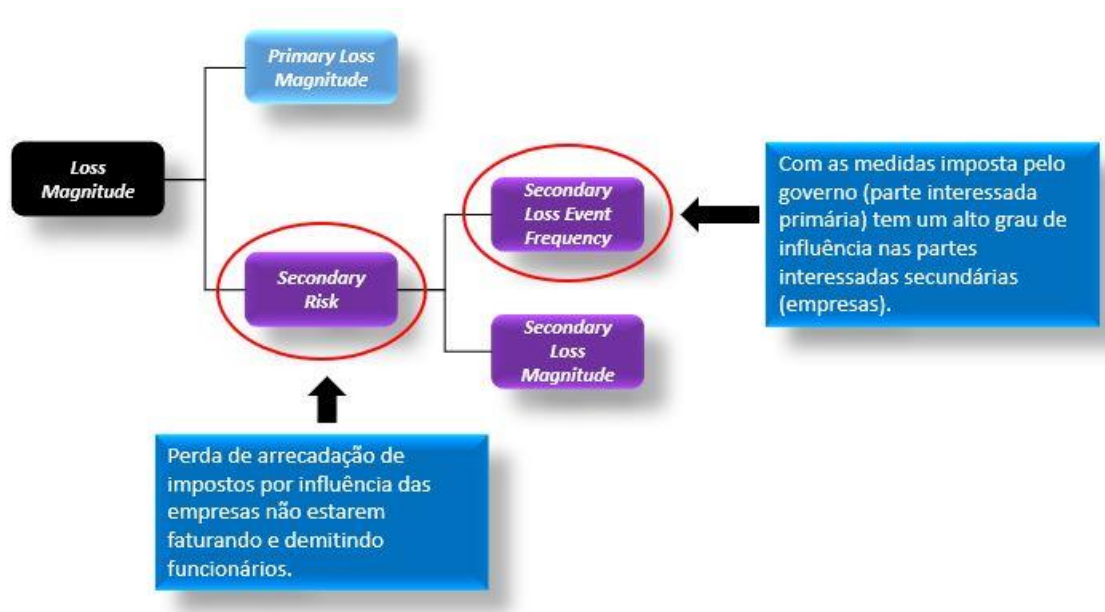 Primary Loss
Magnitude
Loss
Magnitude
Secondary
Risk
Secondary
Loss Event
Frequency
Secondary
Loss
Magnitude
Com as medidas imposta pelo
governo (parte interessada
primária) tem um alto grau de
influência nas partes
interessadas secundárias
(empresas).
Perda de arrecadação de
impostos por influência das
empresas não estarem
faturando e demitindo
funcionários.